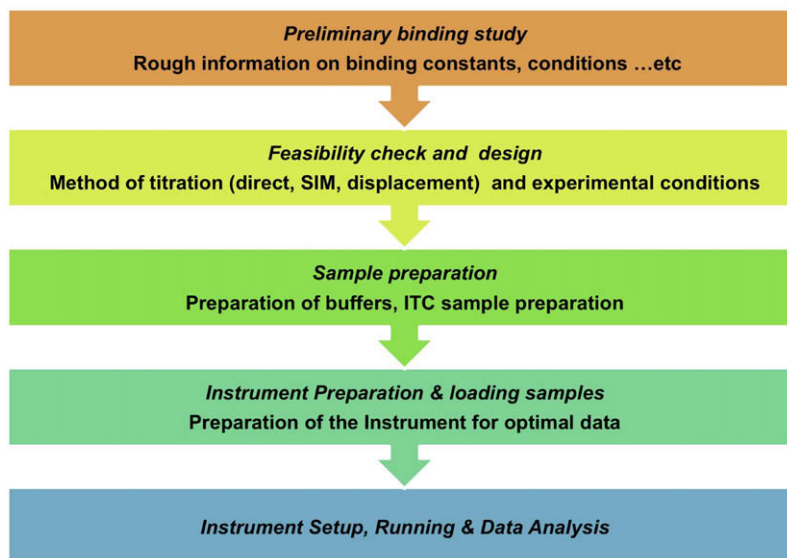 Preliminary binding study
Rough information on binding constants, conditions …etc
Feasibility check and design
Method of titration (direct, SIM, displacement) and experimental conditions
Sample preparation
Preparation of buffers, ITC sample preparation
Instrument Preparation & loading samples
Preparation of the Instrument for optimal data
Instrument Setup, Running & Data Analysis